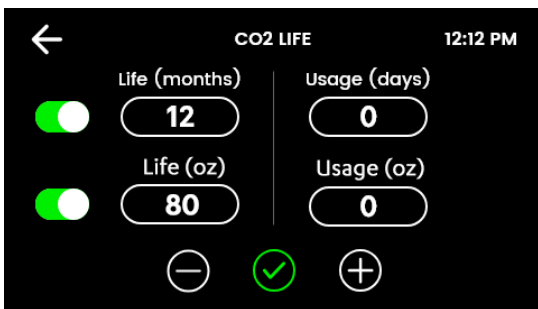 CO2 LIFE 12:12 PM
Life (months) Usage (days)
12 0
Life (oz) Usage (oz)
80 0